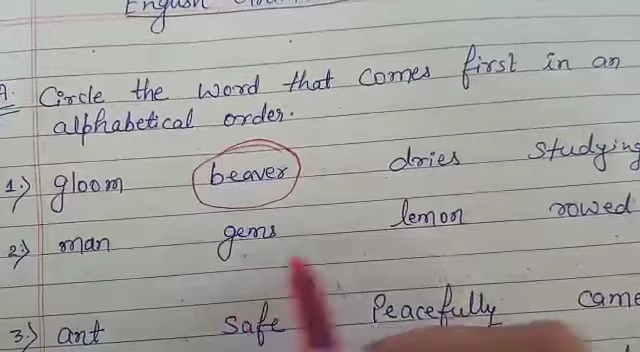 English
A. Circle the word that comes first in an
alphabetical order.
1.) gloom beaver dries studying
2.) man gems lemon rowed
3.) ant safe Peacefully came